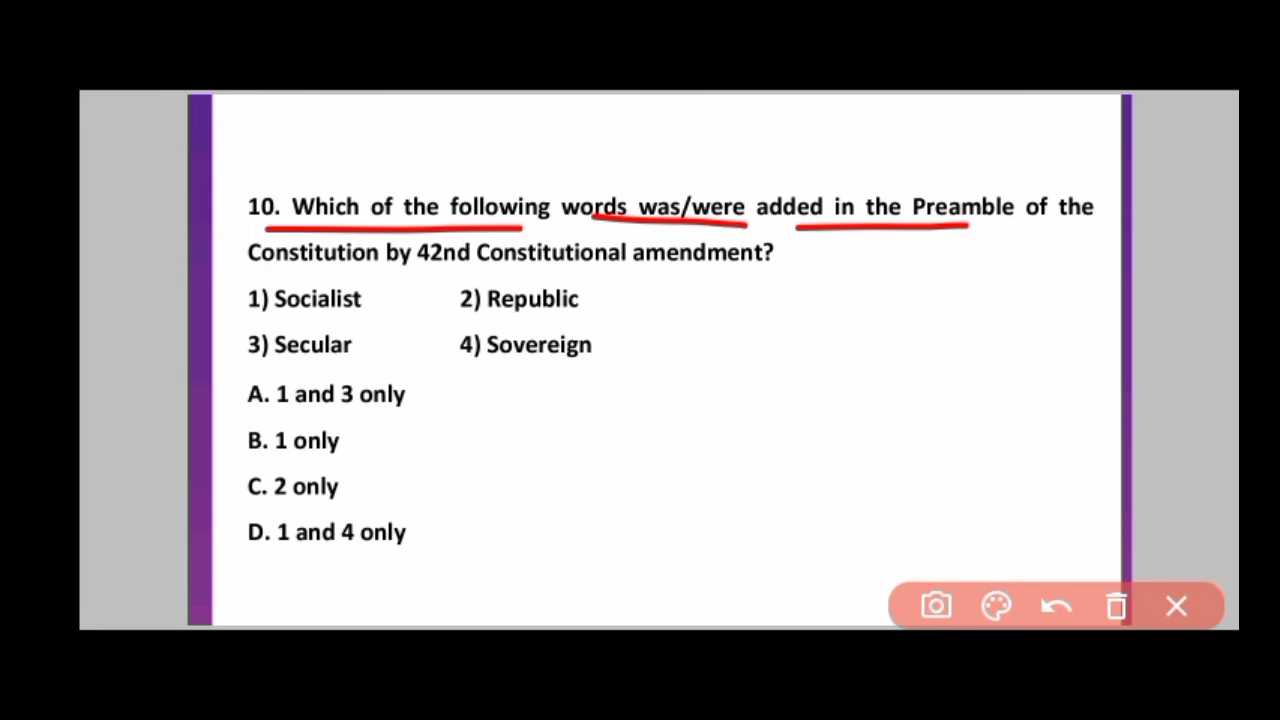 10. Which of the following words was/were added in the Preamble of the
Constitution by 42nd Constitutional amendment?
1) Socialist 2) Republic
3) Secular 4) Sovereign
A. 1 and 3 only
B. 1 only
C. 2 only
D. 1 and 4 only